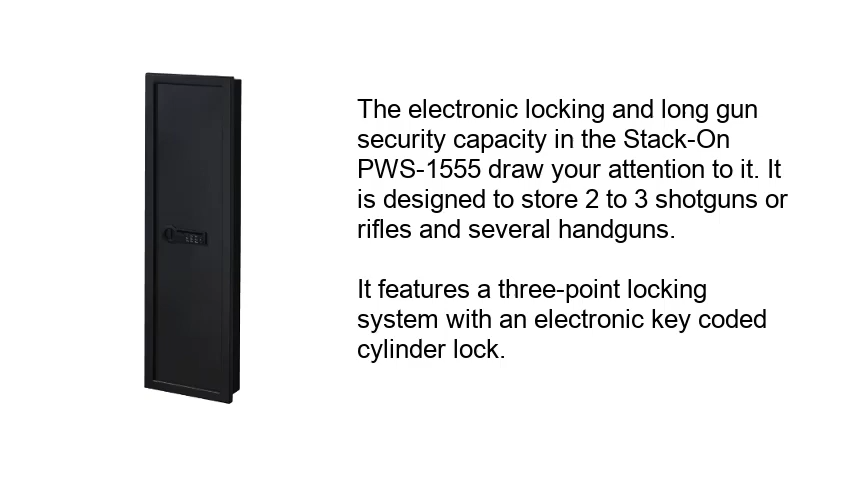 The electronic locking and long gun
security capacity in the Stack-On
PWS-1555 draw your attention to it. It
is designed to store 2 to 3 shotguns or
rifles and several handguns.
It features a three-point locking
system with an electronic key coded
cylinder lock.